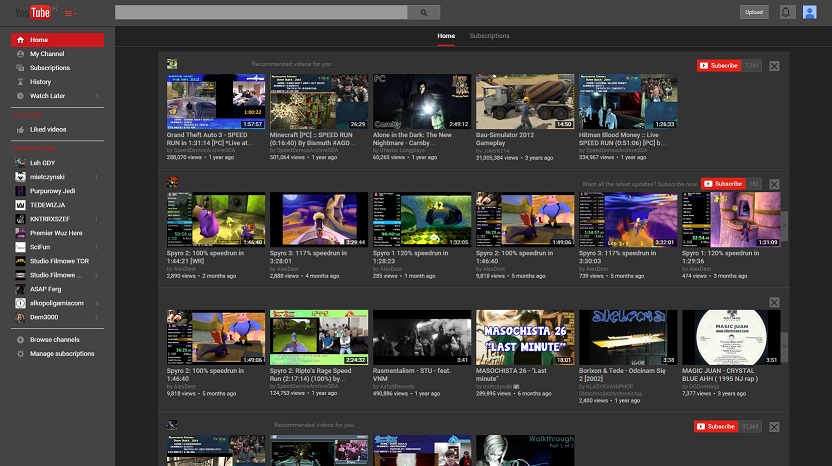 YouTube PL
Upload
Home
My Channel
Subscriptions
History
Watch Later
Liked videos
Leh GDY
mietczynski
Purpurowy Jedi
TEDEWIZJA
KNTRRXSZEF
Premier Wuz Here
SciFun
Studio Filmowe TOR
Studio Filmowe ...
ASAP Ferg
alkopoligamiacom
Dem3000
Browse channels
Manage subscriptions
Home Subscriptions
Recommended videos for you
Subscribe
1:57:57
26:29
2:49:12
14:50
1:26:33
Grand Theft Auto 3 - SPEED
RUN in 1:31:14 [PC] *Live at...
by SpeedDemosArchiveSDA
288,070 views • 1 year ago
Minecraft [PC] :: SPEED RUN
(0:16:40) By Bismuth #AGD...
by SpeedDemosArchiveSDA
501,064 views • 1 year ago
Alone in the Dark: The New
Nightmare - Carnby...
by Dfactor Longplays
60,265 views • 1 year ago
Bau-Simulator 2012
Gameplay
by JokerKc14
31,005,384 views • 3 years ago
Hitman Blood Money :: Live
SPEED RUN (0:51:06) [PC] b...
by SpeedDemosArchiveSDA
334,967 views • 1 year ago
Want all the latest updates? Subscribe now.
Subscribe
1:46:40
3:29:44
1:32:05
1:49:06
3:32:01
1:31:09
Spyro 2: 100% speedrun in
1:44:21 [WR]
by AlexDest
2,890 views • 2 months ago
Spyro 3: 117% speedrun in
3:28:01
by AlexDest
2,885 views • 4 months ago
Spyro 1 120% speedrun in
1:28:23
by AlexDest
285 views • 1 month ago
Spyro 2: 100% speedrun in
1:46:40
by AlexDest
9,818 views • 5 months ago
Spyro 3: 117% speedrun in
3:30:03
by AlexDest
739 views • 5 months ago
Spyro 1: 120% speedrun in
1:29:36
by AlexDest
474 views • 3 months ago
1:49:06
2:24:32
3:41
MASOCHISTA 26
"LAST MINUTE"
18:01
3:38
MAGIC JUAN
3:51
Spyro 2: 100% speedrun in
1:46:40
by AlexDest
9,818 views • 5 months ago
Spyro 2: Ripto's Rage Speed
Run (2:17:14) (100%) by...
by SpeedDemosArchiveSDA
124,753 views • 1 year ago
Rasmentalism - STU - feat.
VNM
by AsfaltRecords
490,886 views • 1 year ago
MASOCHISTA 26 - "Last
minute"
by mietczynski
289,895 views • 6 months ago
Borixon & Tede - Odcinam Się
2 [2002]
by KLASYKVAHIPHOP
2,400 views • 1 year ago
MAGIC JUAN - CRYSTAL
BLUE AHH ( 1995 NJ rap )
by OGDonNinja
7,377 views • 3 years ago
Recommended videos for you
Subscribe
Walkthrough
Part 1 of 2